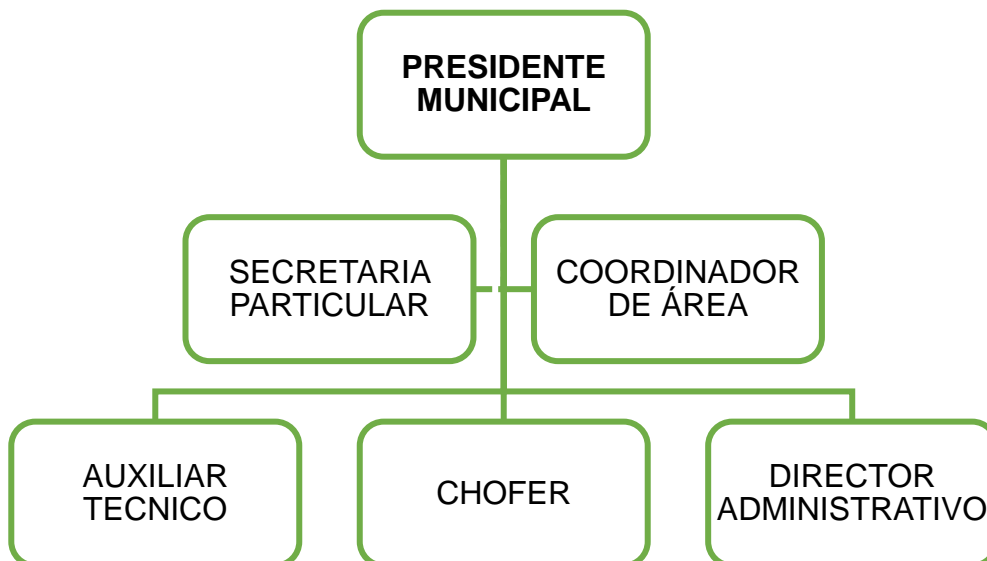 PRESIDENTE
MUNICIPAL
SECRETARIA
PARTICULAR
COORDINADOR
DE ÁREA
AUXILIAR
TECNICO
CHOFER
DIRECTOR
ADMINISTRATIVO